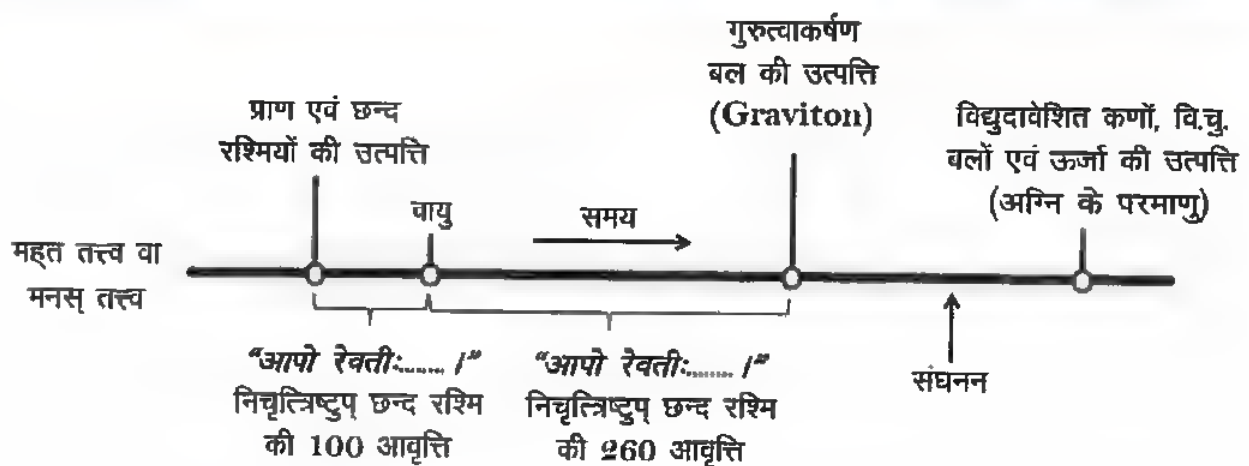 गुरुत्वाकर्षण
बल की उत्पत्ति
(Graviton)
प्राण एवं छन्द
रश्मियों की उत्पत्ति
विद्युदावेशित कणों, वि.चु.
बलों एवं ऊर्जा की उत्पत्ति
(अग्नि के परमाणु)
वायु
समय
महत् तत्त्व वा
मनस् तत्त्व
“आपो रेवतीः....... ।”
निचृत्त्रिष्टुप् छन्द रश्मि
की 100 आवृत्ति
“आपो रेवतीः....... ।”
निचृत्त्रिष्टुप् छन्द रश्मि
की 260 आवृत्ति
संघनन